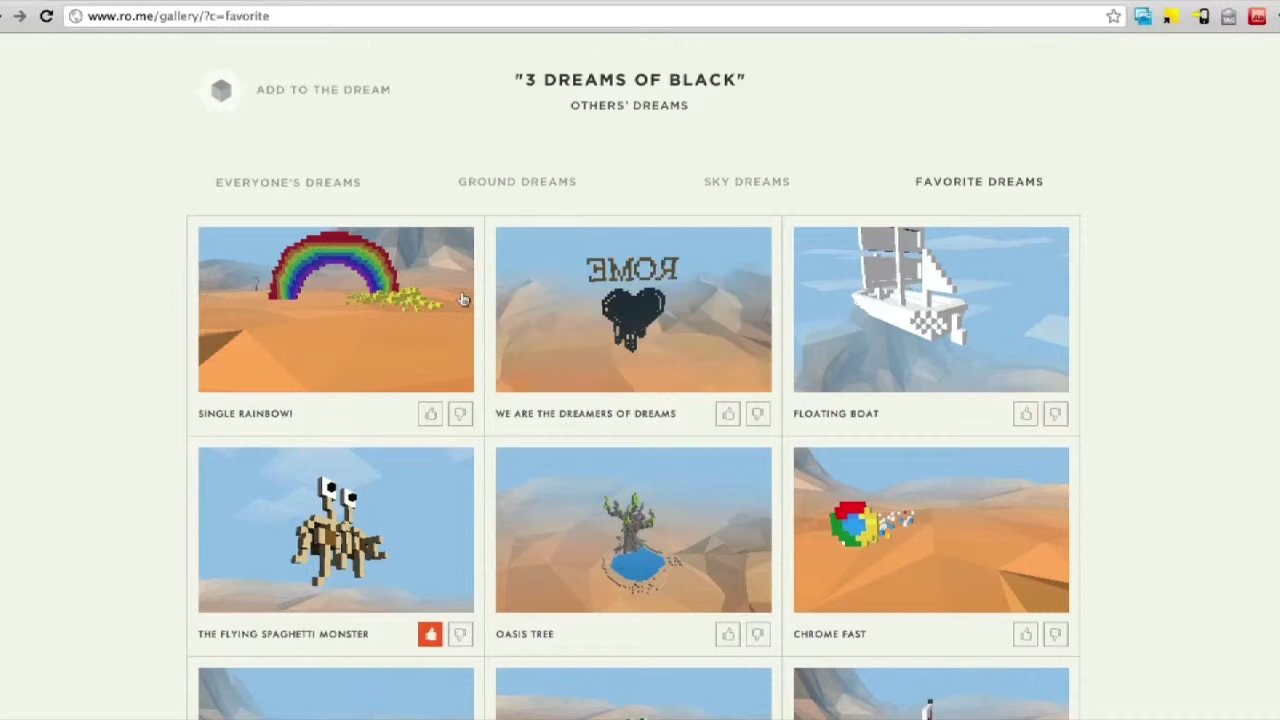 www.ro.me/gallery/?c=favorite
ADD TO THE DREAM
"3 DREAMS OF BLACK"
OTHERS' DREAMS
EVERYONE'S DREAMS
GROUND DREAMS
SKY DREAMS
FAVORITE DREAMS
ROME
SINGLE RAINBOW!
WE ARE THE DREAMERS OF DREAMS
FLOATING BOAT
THE FLYING SPAGHETTI MONSTER
OASIS TREE
CHROME FAST